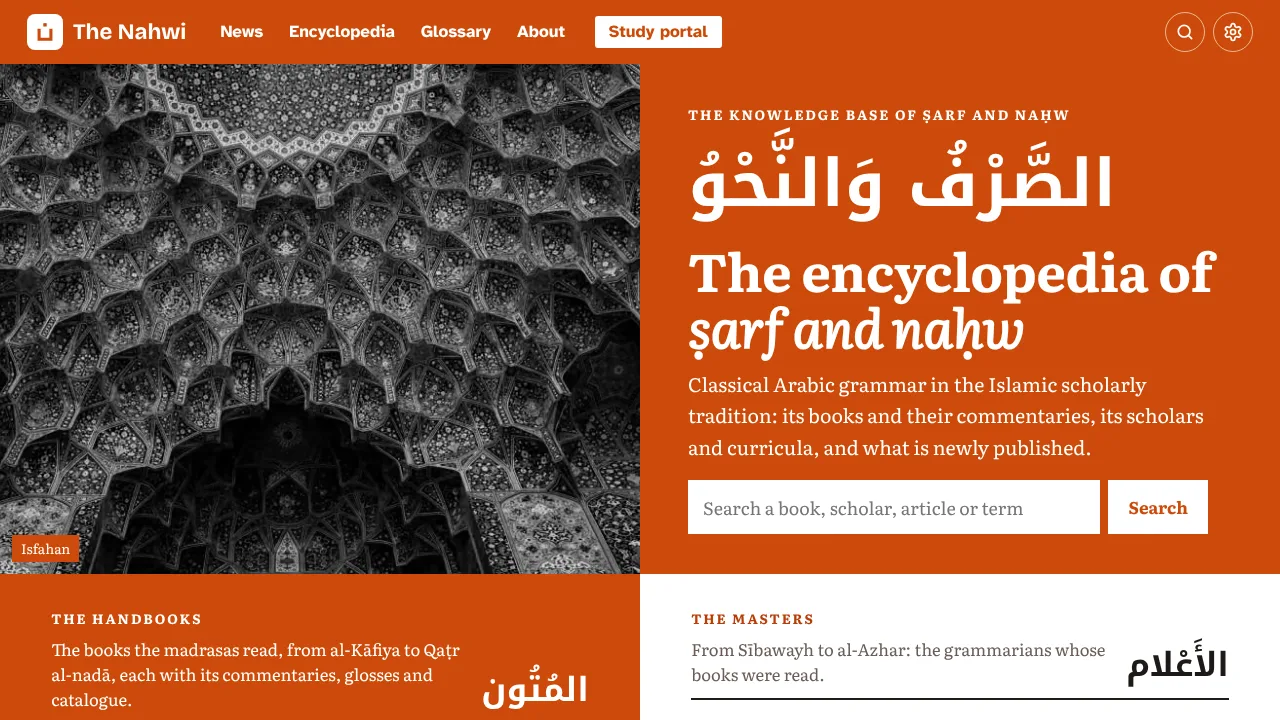 ن The Nahwi News Encyclopedia Glossary About Study portal
THE KNOWLEDGE BASE OF ṢARF AND NAḤW
الصَّرْفُ وَالنَّحْوُ
The encyclopedia of
ṣarf and naḥw
Classical Arabic grammar in the Islamic scholarly
tradition: its books and their commentaries, its scholars
and curricula, and what is newly published.
Search a book, scholar, article or term
Search
Isfahan
THE HANDBOOKS
The books the madrasas read, from al-Kāfiya to Qaṭr
al-nadā, each with its commentaries, glosses and
catalogue.
المُتُون
THE MASTERS
From Sībawayh to al-Azhar: the grammarians whose
books were read.
الأَعْلام